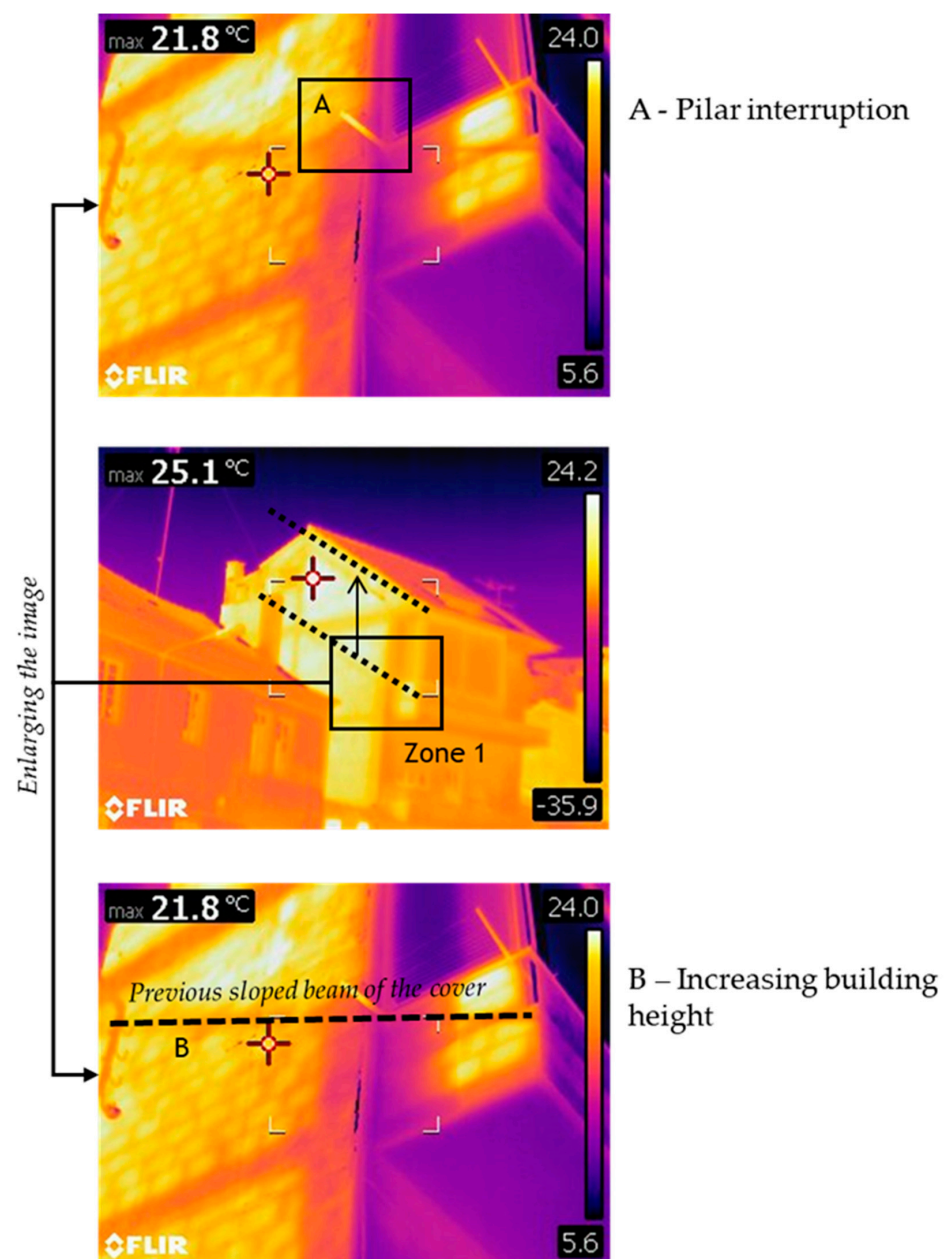 max 21.8 °C
24.0
A
A - Pilar interruption
5.6
FLIR
max 25.1 °C
24.2
Enlarging the image
Zone 1
-35.9
FLIR
max 21.8 °C
24.0
Previous sloped beam of the cover
B
B – Increasing building
height
5.6
FLIR